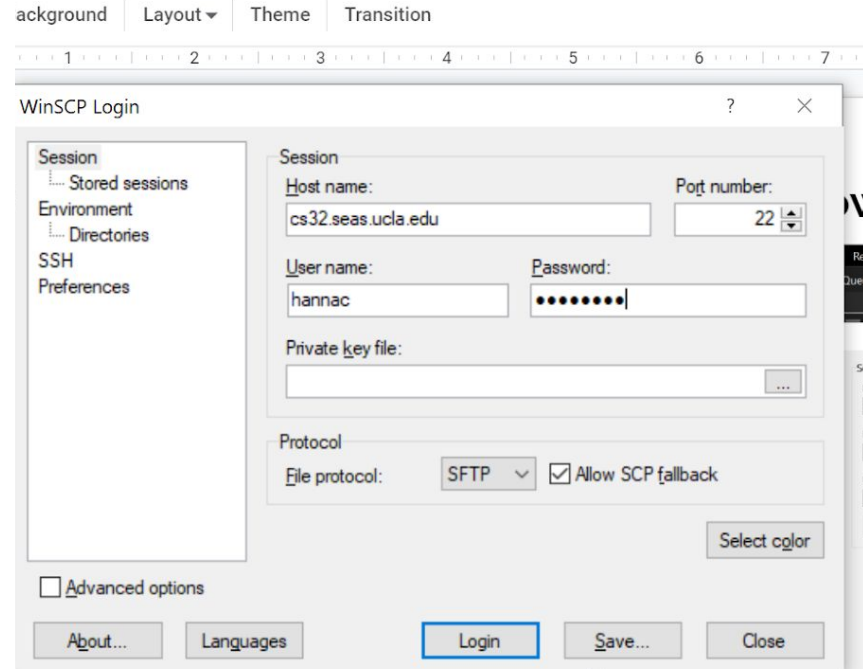 ackground Layout Theme Transition
1 2 3 4 5 6 7
WinSCP Login ? ×
Session
Stored sessions
Environment
Directories
SSH
Preferences
Session
Host name: Port number:
cs32.seas.ucla.edu 22
User name: Password:
hannac ••••••••
Private key file:
...
Protocol
File protocol: SFTP Allow SCP fallback
Select color
Advanced options
About... Languages Login Save... Close